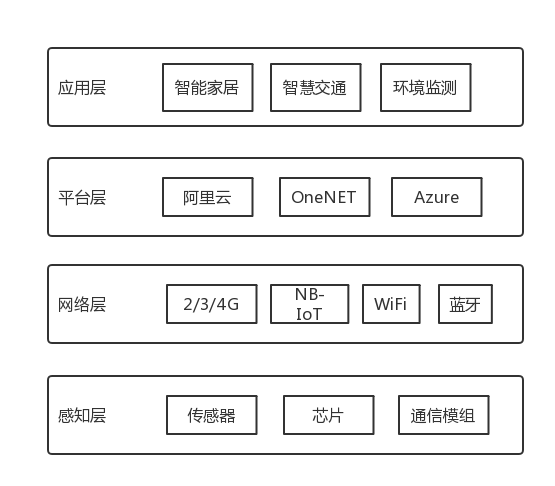 应用层
智能家居
智慧交通
环境监测
平台层
阿里云
OneNET
Azure
网络层
2/3/4G
NB-
IoT
WiFi
蓝牙
感知层
传感器
芯片
通信模组